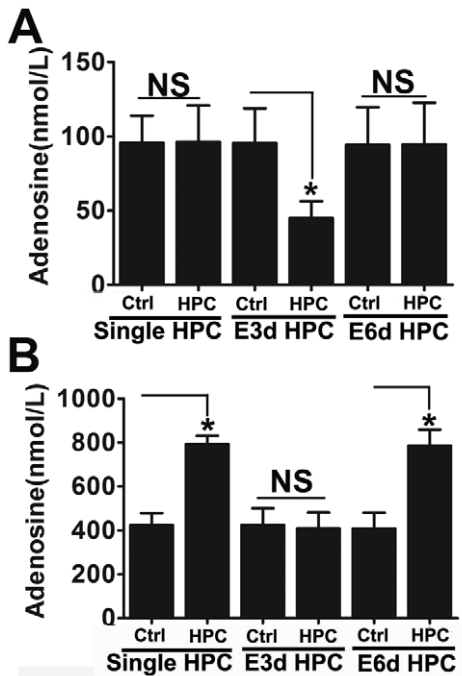 A
Adenosine(nmol/L)
150
100
50
0
NS
*
NS
Ctrl HPC Ctrl HPC Ctrl HPC
Single HPC E3d HPC E6d HPC
B
Adenosine(nmol/L)
1000
800
600
400
200
0
*
NS
*
Ctrl HPC Ctrl HPC Ctrl HPC
Single HPC E3d HPC E6d HPC